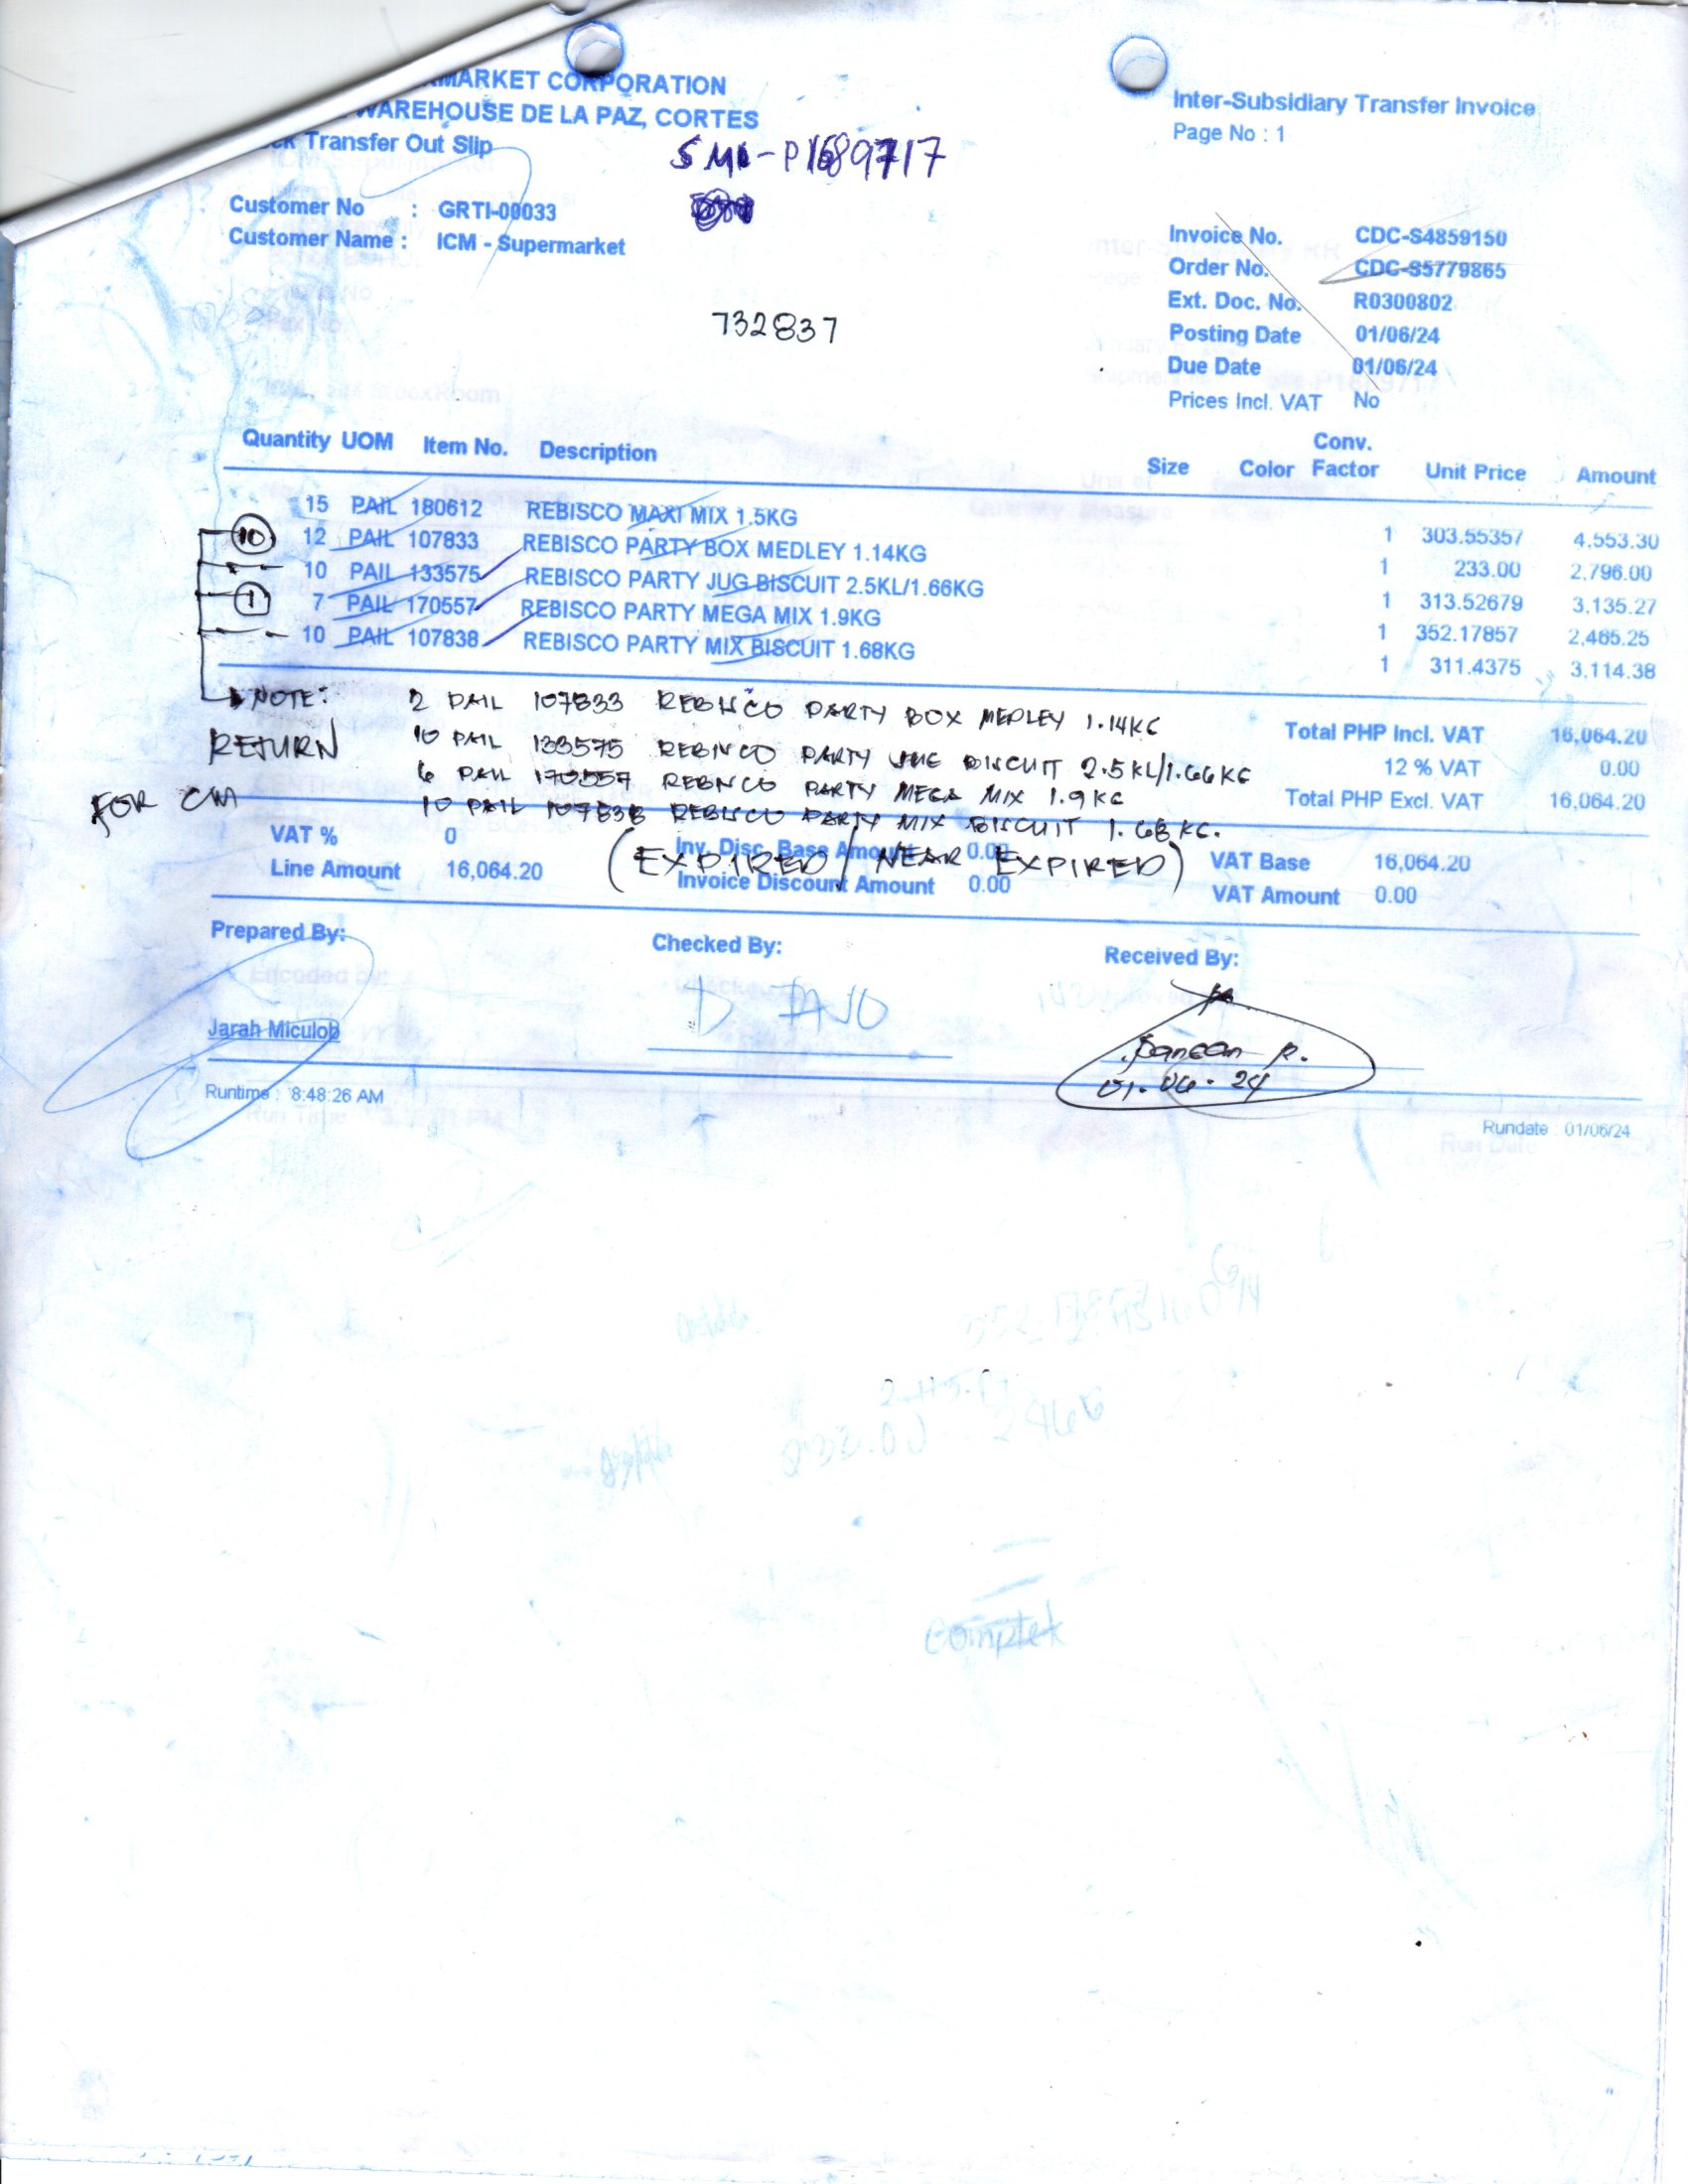 MARKET CORPORATION
WAREHOUSE DE LA PAZ, CORTES
Transfer Out Slip
SM1-P1689717
Inter-Subsidiary Transfer Invoice
Page No : 1
Customer No : GRTI-00033
Customer Name : ICM - Supermarket
732837
Invoice No. CDC-S4859150
Order No. CDC-S5779865
Ext. Doc. No. R0300802
Posting Date 01/06/24
Due Date 01/06/24
Prices Incl. VAT No
Quantity UOM Item No. Description Size Color Conv. Factor Unit Price Amount
15 PAIL 180612 REBISCO MAXI MIX 1.5KG 1 303.55357 4,553.30
10 12 PAIL 107833 REBISCO PARTY BOX MEDLEY 1.14KG 1 233.00 2,796.00
10 PAIL 133575 REBISCO PARTY JUG BISCUIT 2.5KL/1.66KG 1 313.52679 3,135.27
1 7 PAIL 170557 REBISCO PARTY MEGA MIX 1.9KG 1 352.17857 2,465.25
10 PAIL 107838 REBISCO PARTY MIX BISCUIT 1.68KG 1 311.4375 3,114.38
NOTE: 2 PAIL 107833 REBISCO PARTY BOX MEDLEY 1.14KG
RETURN 10 PAIL 133575 REBISCO PARTY JUG BISCUIT 2.5KL/1.66KG
6 PAIL 170557 REBISCO PARTY MEGA MIX 1.9KG
FOR CM 10 PAIL 107838 REBISCO PARTY MIX BISCUIT 1.68KG.
(EXPIRED / NEAR EXPIRED)
Total PHP Incl. VAT 16,064.20
12 % VAT 0.00
Total PHP Excl. VAT 16,064.20
VAT % 0 Inv. Disc. Base Amount 0.00 VAT Base 16,064.20
Line Amount 16,064.20 Invoice Discount Amount 0.00 VAT Amount 0.00
Prepared By: Checked By: Received By:
Jarah Miculob
01.06.24
Runtime : 8:48:26 AM
Rundate 01/06/24